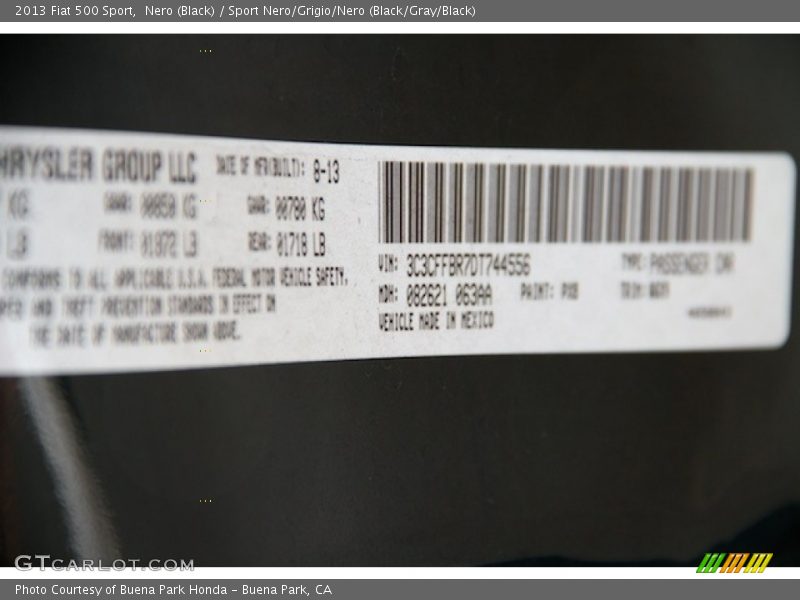 2013 Fiat 500 Sport, Nero (Black) / Sport Nero/Grigio/Nero (Black/Gray/Black)
HRYSLER GROUP LLC DATE OF MFR(BUILT): 8-13
KG GAWR: 00850 KG GAWR: 00780 KG
LB FRONT: 01872 LB REAR: 01718 LB
CONFORMS TO ALL APPLICABLE U.S.A. FEDERAL MOTOR VEHICLE SAFETY,
AND THEFT PREVENTION STANDARDS IN EFFECT ON
THE DATE OF MANUFACTURE SHOWN ABOVE.
VIN: 3C3CFFBR7DT744556 TYPE: PASSENGER CAR
MDH: 082621 063AA PAINT: PX8 TRIM:
VEHICLE MADE IN MEXICO
GTCARLOT.COM
Photo Courtesy of Buena Park Honda - Buena Park, CA